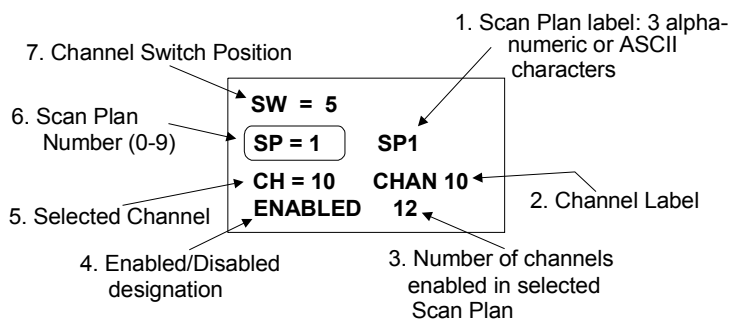 1. Scan Plan label: 3 alpha-
numeric or ASCII
characters
7. Channel Switch Position
SW = 5
6. Scan Plan
Number (0-9)
SP = 1 SP1
CH = 10 CHAN 10
ENABLED 12
2. Channel Label
5. Selected Channel
4. Enabled/Disabled
designation
3. Number of channels
enabled in selected
Scan Plan